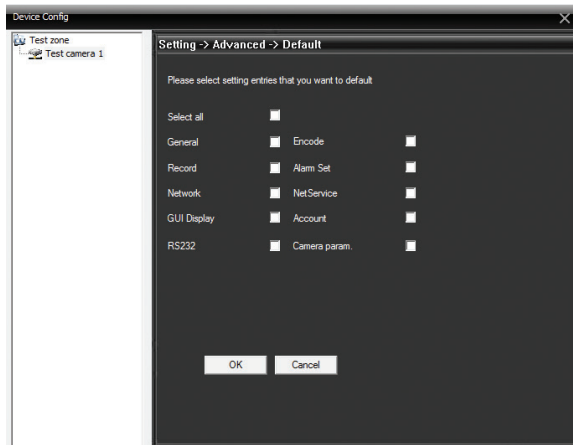 Device Config
Test zone
Test camera 1
Setting -> Advanced -> Default
Please select setting entries that you want to default
Select all
General Encode
Record Alarm Set
Network NetService
GUI Display Account
RS232 Camera param.
OK Cancel